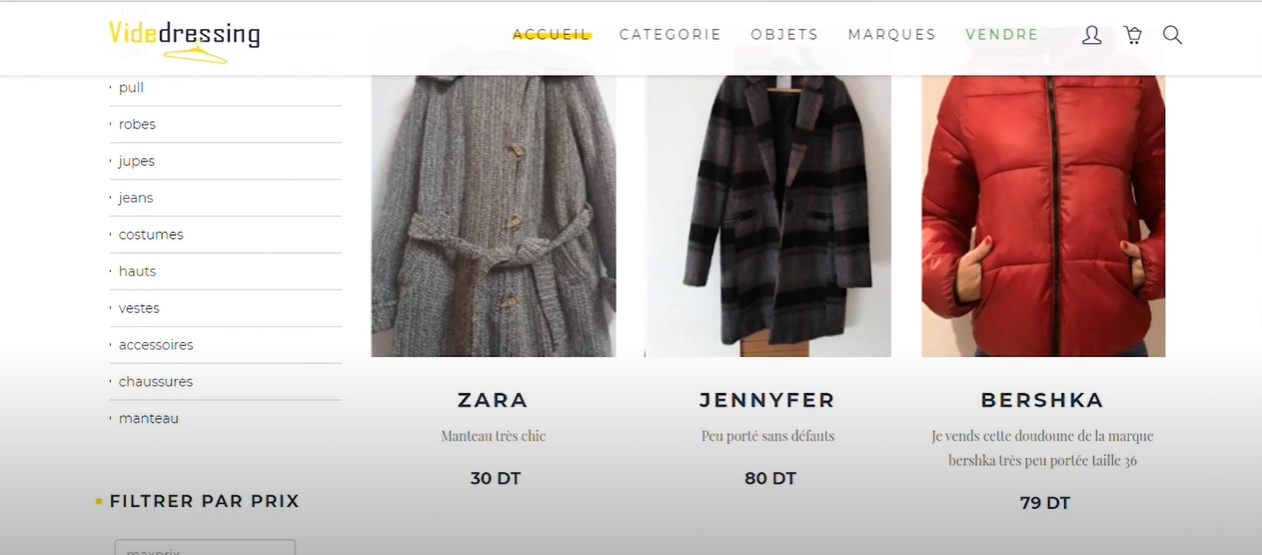 Videdressing
ACCUEIL CATEGORIE OBJETS MARQUES VENDRE
pull
robes
jupes
jeans
costumes
hauts
vestes
accessoires
chaussures
manteau
FILTRER PAR PRIX
maxprix
ZARA
Manteau très chic
30 DT
JENNYFER
Peu porté sans défauts
80 DT
BERSHKA
Je vends cette doudoune de la marque
bershka très peu portée taille 36
79 DT